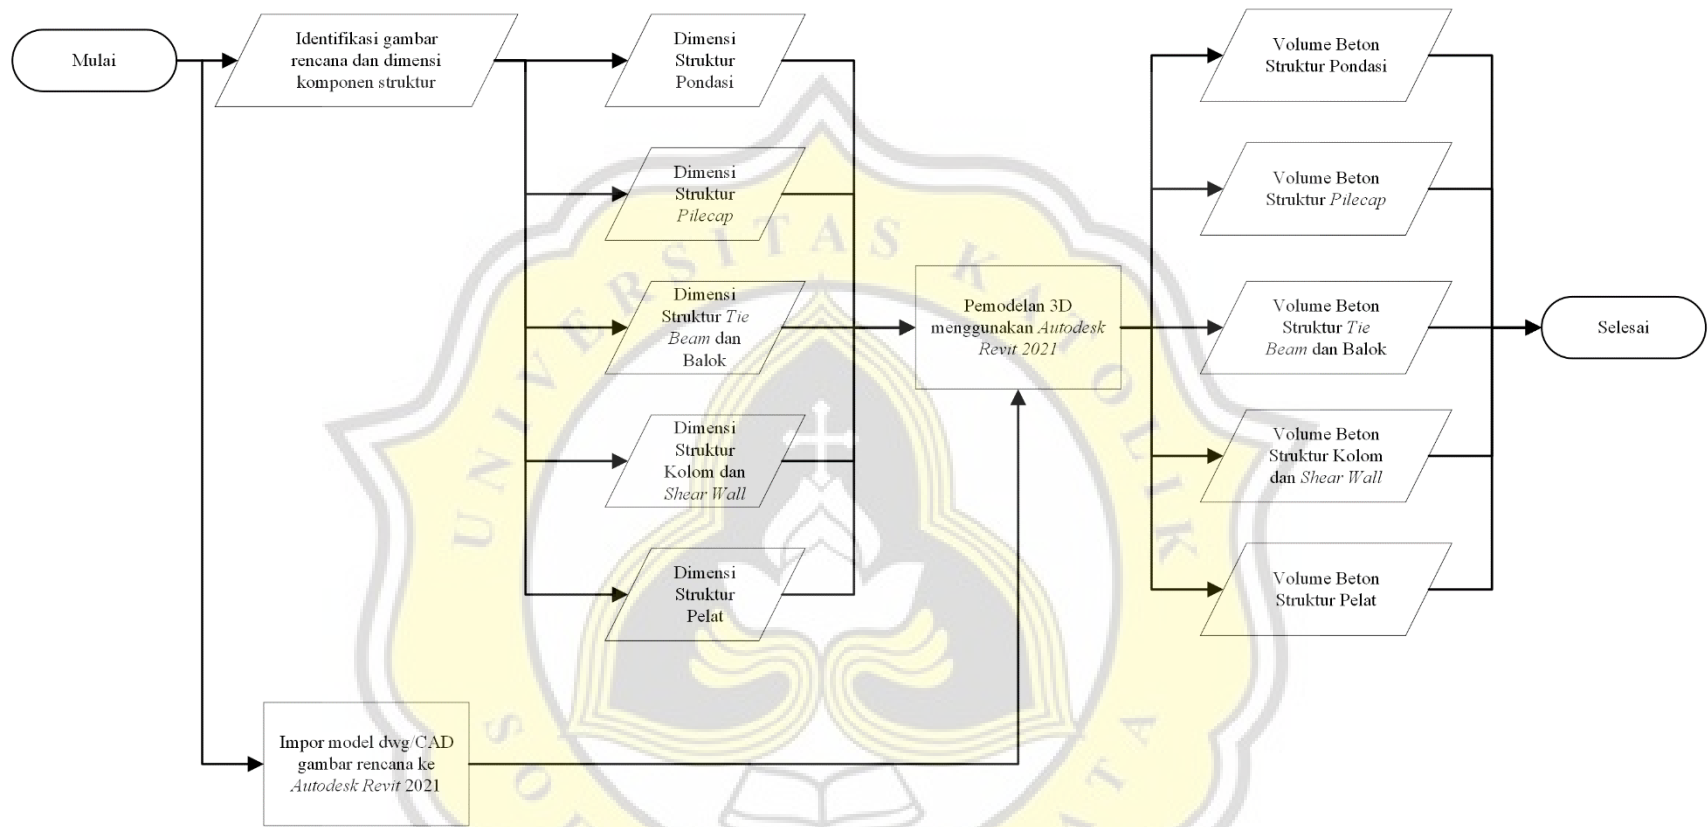 Mulai
Identifikasi gambar
rencana dan dimensi
komponen struktur
Dimensi
Struktur
Pondasi
Dimensi
Struktur
Pilecap
Dimensi
Struktur Tie
Beam dan
Balok
Dimensi
Struktur
Kolom dan
Shear Wall
Dimensi
Struktur
Pelat
Impor model dwg/CAD
gambar rencana ke
Autodesk Revit 2021
Pemodelan 3D
menggunakan Autodesk
Revit 2021
Volume Beton
Struktur Pondasi
Volume Beton
Struktur Pilecap
Volume Beton
Struktur Tie
Beam dan Balok
Volume Beton
Struktur Kolom
dan Shear Wall
Volume Beton
Struktur Pelat
Selesai
UNIVERSITAS KATOLIK